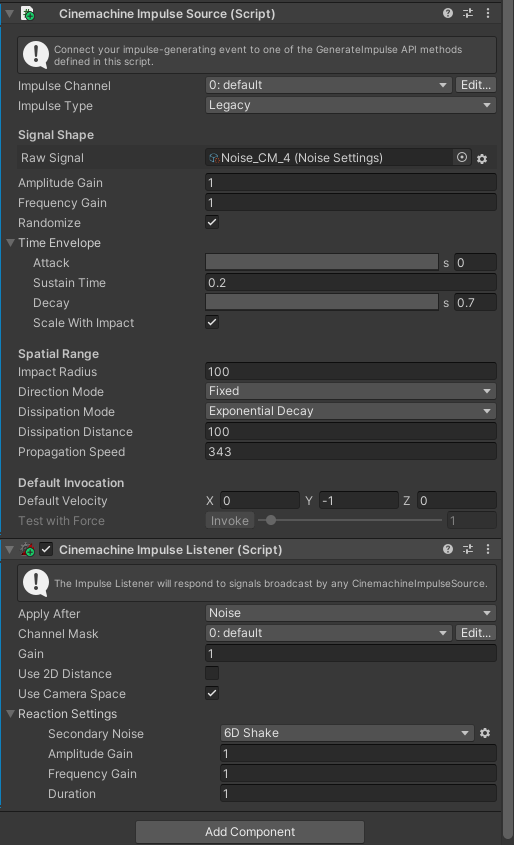 Cinemachine Impulse Source (Script)
Connect your impulse-generating event to one of the GenerateImpulse API methods
defined in this script.
Impulse Channel 0: default Edit...
Impulse Type Legacy
Signal Shape
Raw Signal Noise_CM_4 (Noise Settings)
Amplitude Gain 1
Frequency Gain 1
Randomize
Time Envelope
Attack s 0
Sustain Time 0.2
Decay s 0.7
Scale With Impact
Spatial Range
Impact Radius 100
Direction Mode Fixed
Dissipation Mode Exponential Decay
Dissipation Distance 100
Propagation Speed 343
Default Invocation
Default Velocity X 0 Y -1 Z 0
Test with Force Invoke 1
Cinemachine Impulse Listener (Script)
The Impulse Listener will respond to signals broadcast by any CinemachineImpulseSource.
Apply After Noise
Channel Mask 0: default Edit...
Gain 1
Use 2D Distance
Use Camera Space
Reaction Settings
Secondary Noise 6D Shake
Amplitude Gain 1
Frequency Gain 1
Duration 1
Add Component